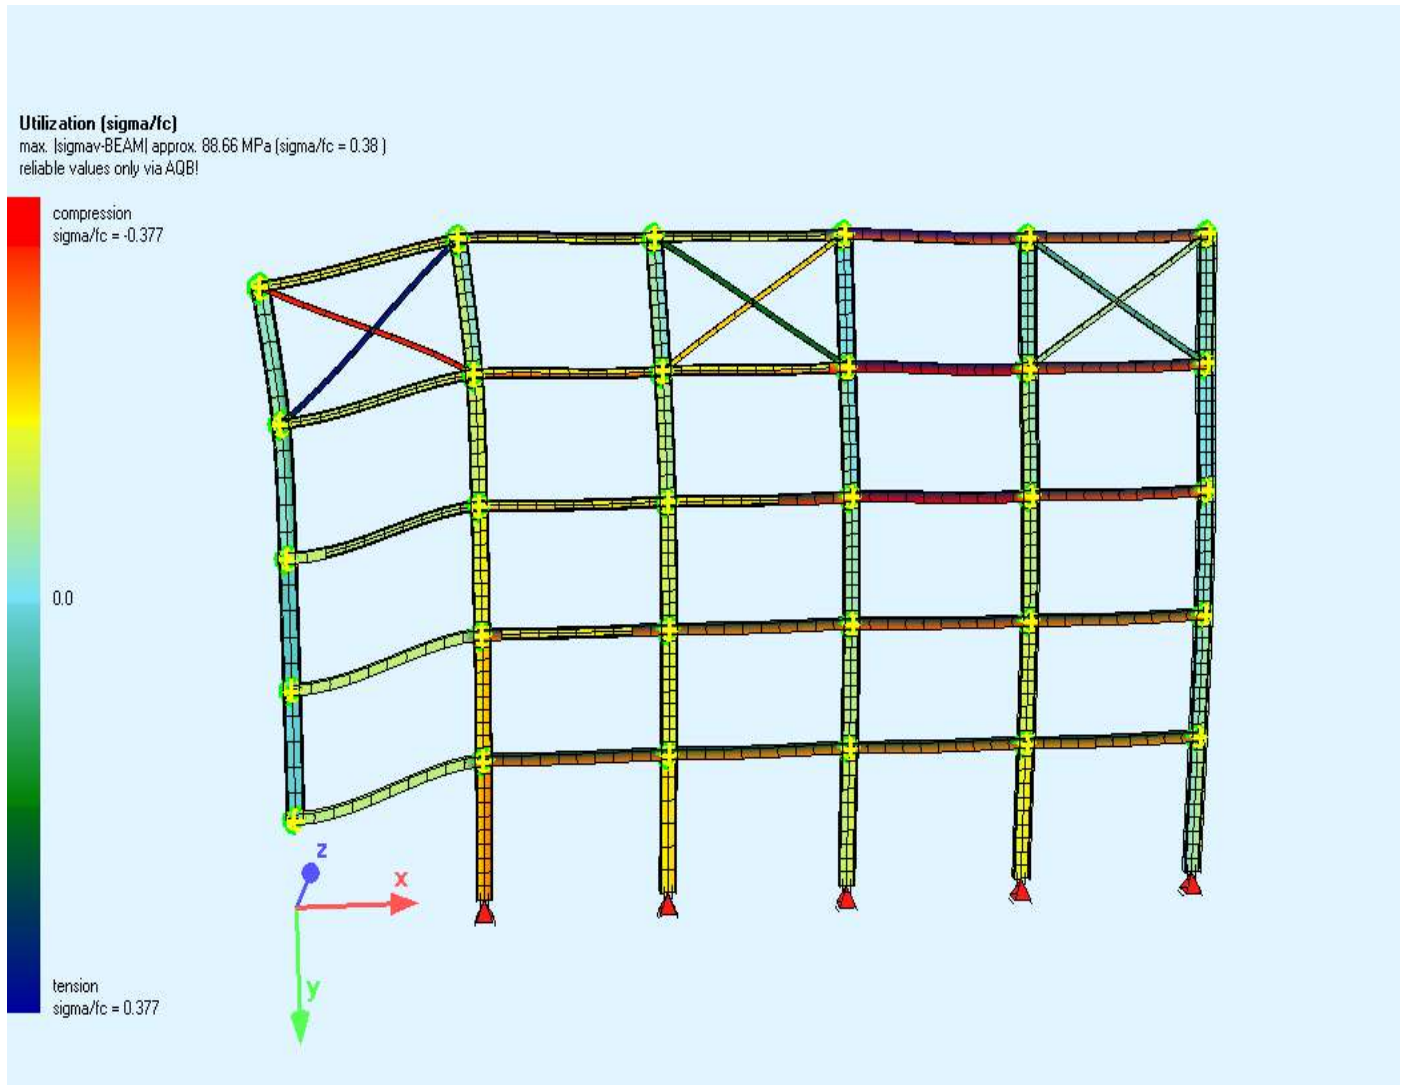 Utilization (sigma/fc)
max. |sigmav-BEAM| approx. 88.66 MPa (sigma/fc = 0.38 )
reliable values only via AQB!
compression
sigma/fc = -0.377
0.0
tension
sigma/fc = 0.377
z
x
y